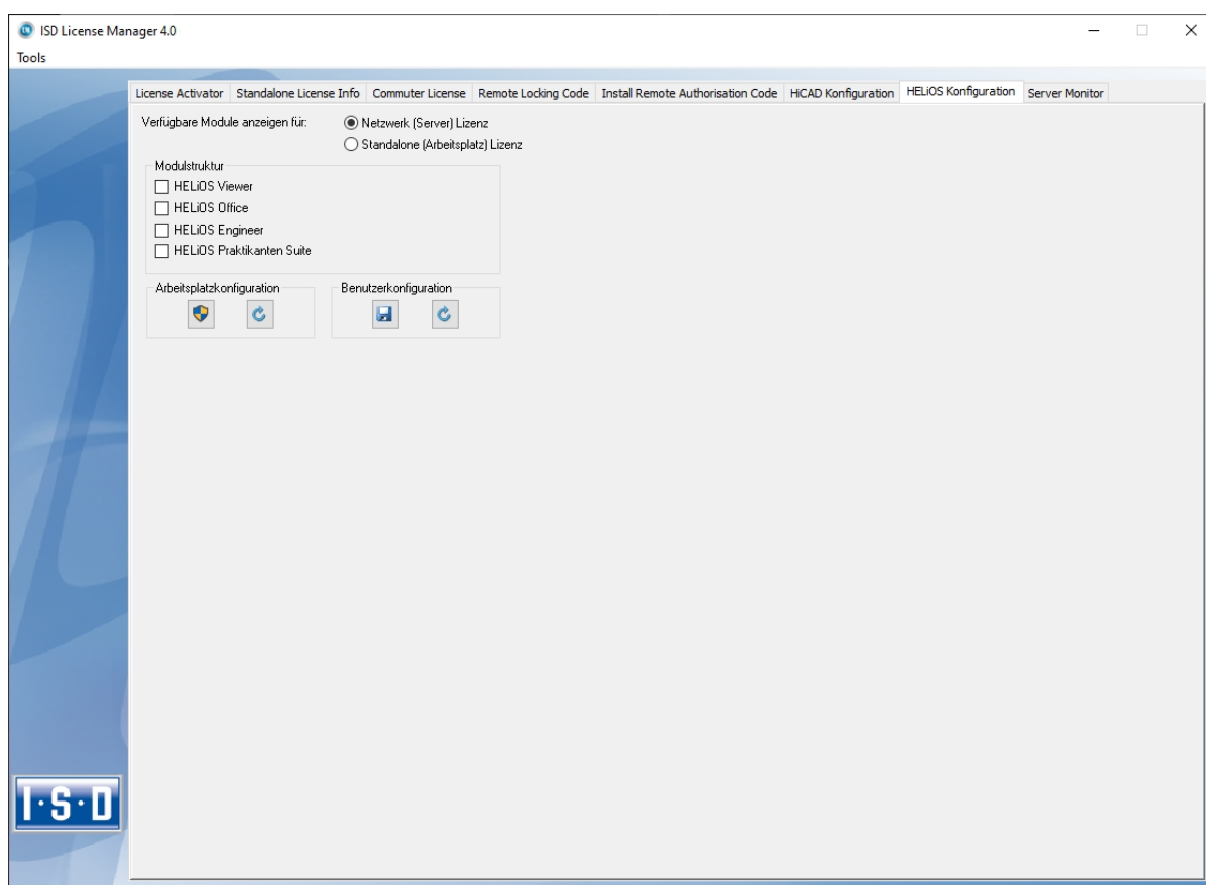 ISD License Manager 4.0
Tools
License Activator Standalone License Info Commuter License Remote Locking Code Install Remote Authorisation Code HiCAD Konfiguration HELiOS Konfiguration Server Monitor
Verfügbare Module anzeigen für: Netzwerk (Server) Lizenz
Standalone (Arbeitsplatz) Lizenz
Modulstruktur
HELiOS Viewer
HELiOS Office
HELiOS Engineer
HELiOS Praktikanten Suite
Arbeitsplatzkonfiguration Benutzerkonfiguration
I·S·D